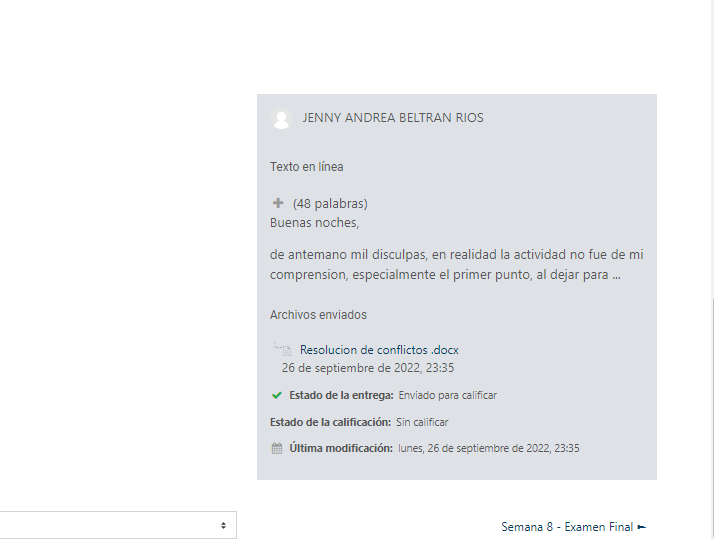 JENNY ANDREA BELTRAN RIOS
Texto en línea
(48 palabras)
Buenas noches,
de antemano mil disculpas, en realidad la actividad no fue de mi
comprension, especialmente el primer punto, al dejar para ...
Archivos enviados
Resolucion de conflictos .docx
26 de septiembre de 2022, 23:35
Estado de la entrega: Enviado para calificar
Estado de la calificación: Sin calificar
Última modificación: lunes, 26 de septiembre de 2022, 23:35
Semana 8 - Examen Final ►